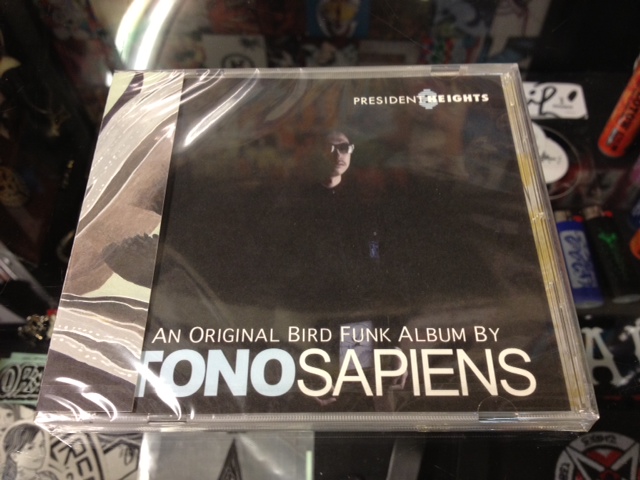 PRESIDENT HEIGHTS
AN ORIGINAL BIRD FUNK ALBUM BY
TONOSAPIENS